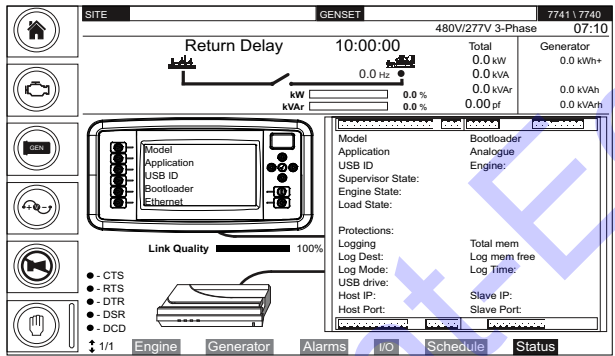 SITE GENSET 7741 \ 7740
480V/277V 3-Phase 07:10
Return Delay 10:00:00
Total Generator
0.0 kW 0.0 kWh+
0.0 Hz
0.0 kVA
0.0 kVAr 0.0 kVAh
0.00 pf 0.0 kVArh
kW 0.0 %
kVAr 0.0 %
GEN
Model
Application
USB ID
Bootloader
Ethernet
Link Quality 100%
- CTS
- RTS
- DTR
- DSR
- DCD
Model Bootloader
Application Analogue
USB ID Engine:
Supervisor State:
Engine State:
Load State:
Protections:
Logging Total mem
Log Dest: Log mem free
Log Mode: Log Time:
USB drive:
Host IP: Slave IP:
Host Port: Slave Port:
1/1 Engine Generator Alarms I/O Schedule Status